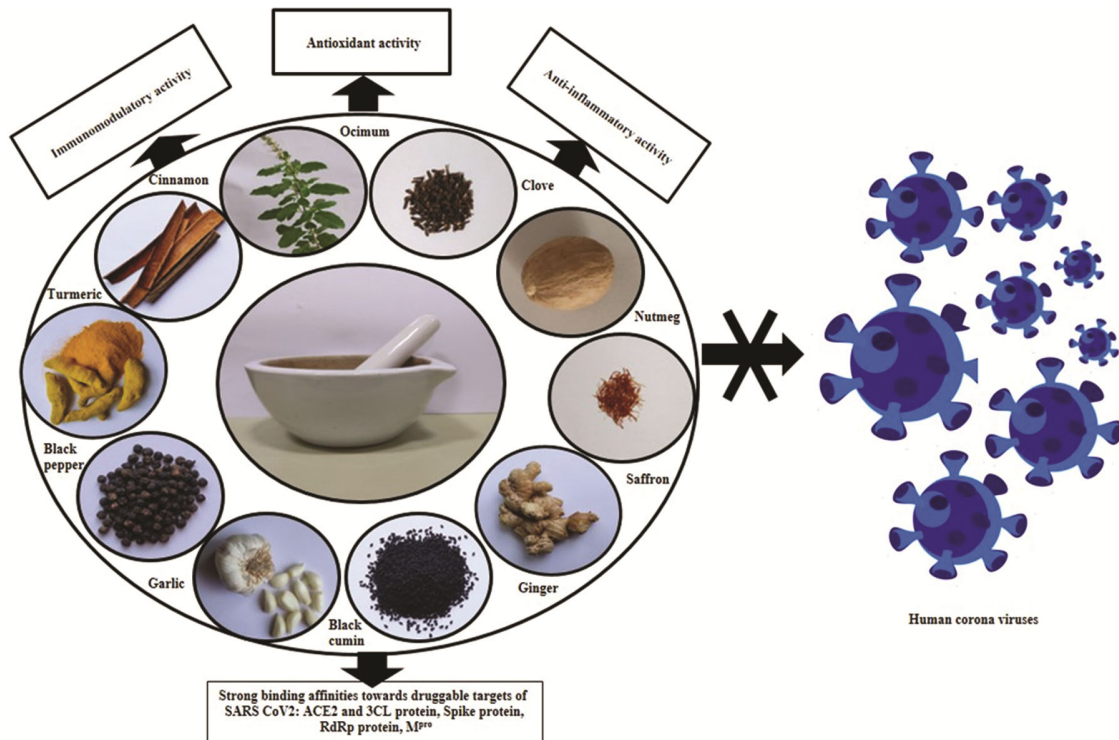 Antioxidant activity
Immunomodulatory activity
Anti-inflammatory activity
Ocimum
Cinnamon
Clove
Turmeric
Nutmeg
Black
pepper
Saffron
Garlic
Ginger
Black
cumin
Human corona viruses
Strong binding affinities towards druggable targets of
SARS CoV2: ACE2 and 3CL protein, Spike protein,
RdRp protein, Mᵖʳᵒ